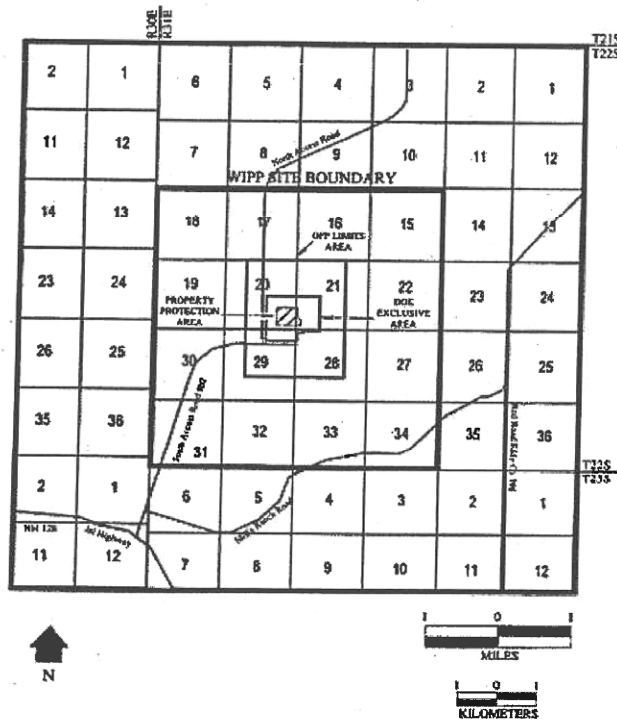 R30E
R31E
T21S
T22S
2 1 6 5 4 3 2 1
11 12 7 8 9 10 11 12
North Access Road
WIPP SITE BOUNDARY
14 13 18 17 16 15 14 13
OFF LIMITS
AREA
23 24 19 20 21 22 23 24
PROPERTY
PROTECTION
AREA
DOE
EXCLUSIVE
AREA
26 25 30 29 28 27 26 25
South Access Road 802
35 36 31 32 33 34 35 36
T22S
T23S
2 1 6 5 4 3 2 1
Mills Ranch Road
NM 128
Jal Highway
11 12 7 8 9 10 11 12
N
1 0 1
MILES
1 0 1
KILOMETERS